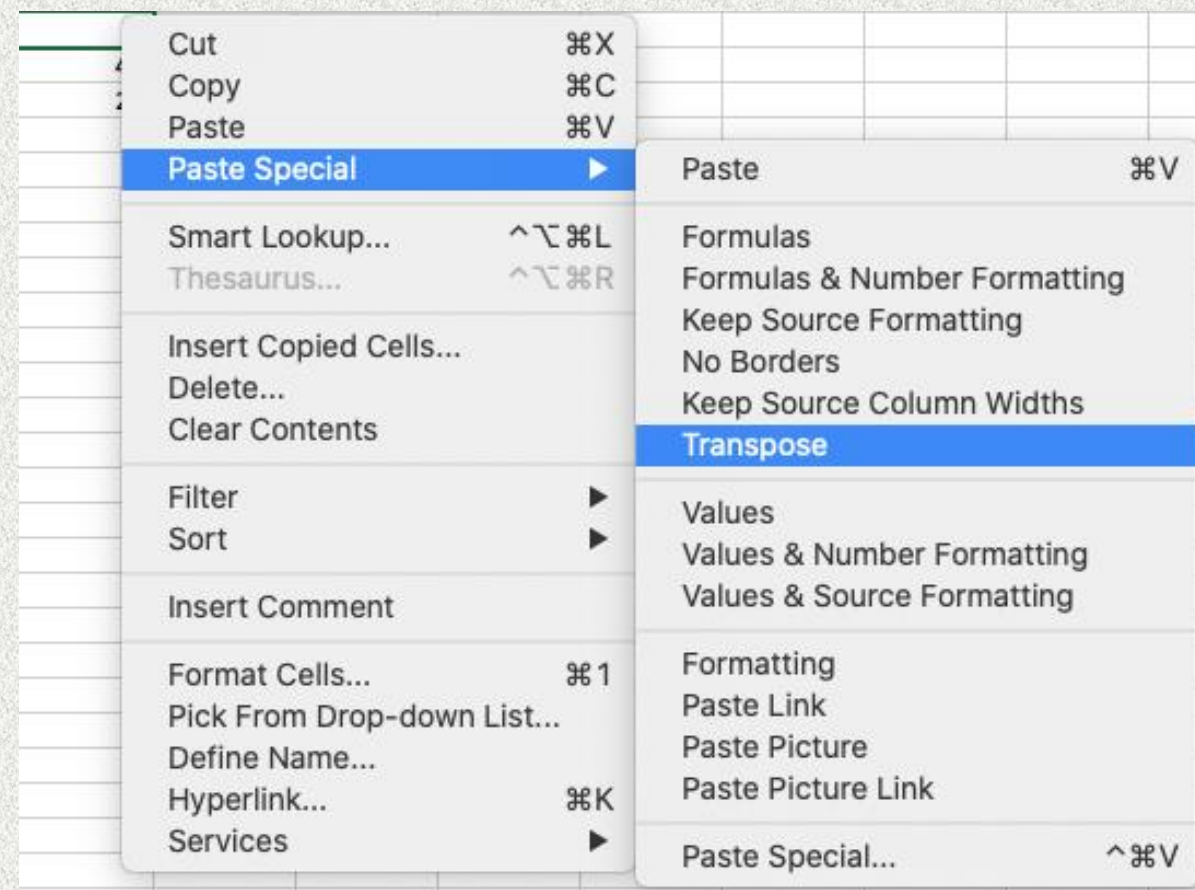 Cut ⌘X
Copy ⌘C
Paste ⌘V
Paste Special ▶
Smart Lookup... ^⌥⌘L
Thesaurus... ^⌥⌘R
Insert Copied Cells...
Delete...
Clear Contents
Filter ▶
Sort ▶
Insert Comment
Format Cells... ⌘1
Pick From Drop-down List...
Define Name...
Hyperlink... ⌘K
Services ▶
Paste ⌘V
Formulas
Formulas & Number Formatting
Keep Source Formatting
No Borders
Keep Source Column Widths
Transpose
Values
Values & Number Formatting
Values & Source Formatting
Formatting
Paste Link
Paste Picture
Paste Picture Link
Paste Special... ^⌘V